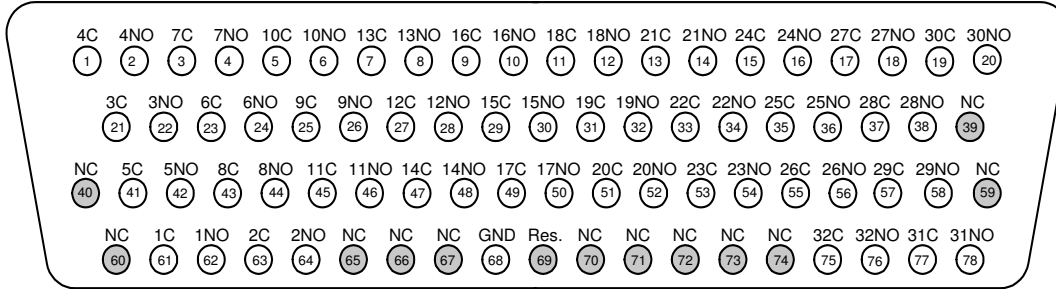 4C 4NO 7C 7NO 10C 10NO 13C 13NO 16C 16NO 18C 18NO 21C 21NO 24C 24NO 27C 27NO 30C 30NO
1 2 3 4 5 6 7 8 9 10 11 12 13 14 15 16 17 18 19 20
3C 3NO 6C 6NO 9C 9NO 12C 12NO 15C 15NO 19C 19NO 22C 22NO 25C 25NO 28C 28NO NC
21 22 23 24 25 26 27 28 29 30 31 32 33 34 35 36 37 38 39
NC 5C 5NO 8C 8NO 11C 11NO 14C 14NO 17C 17NO 20C 20NO 23C 23NO 26C 26NO 29C 29NO NC
40 41 42 43 44 45 46 47 48 49 50 51 52 53 54 55 56 57 58 59
NC 1C 1NO 2C 2NO NC NC NC GND Res. NC NC NC NC NC 32C 32NO 31C 31NO
60 61 62 63 64 65 66 67 68 69 70 71 72 73 74 75 76 77 78